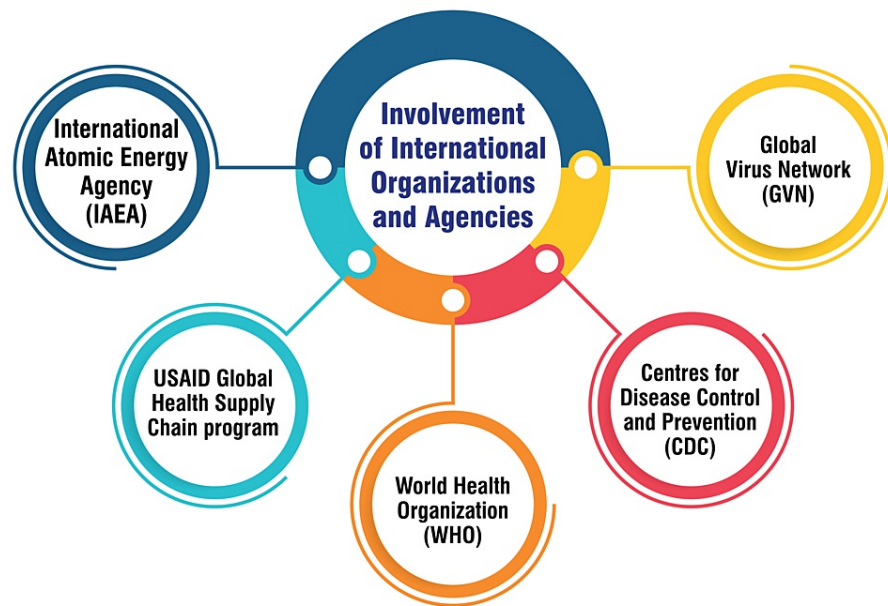 Involvement
of International
Organizations
and Agencies
International
Atomic Energy
Agency
(IAEA)
Global
Virus Network
(GVN)
USAID Global
Health Supply
Chain program
Centres for
Disease Control
and Prevention
(CDC)
World Health
Organization
(WHO)